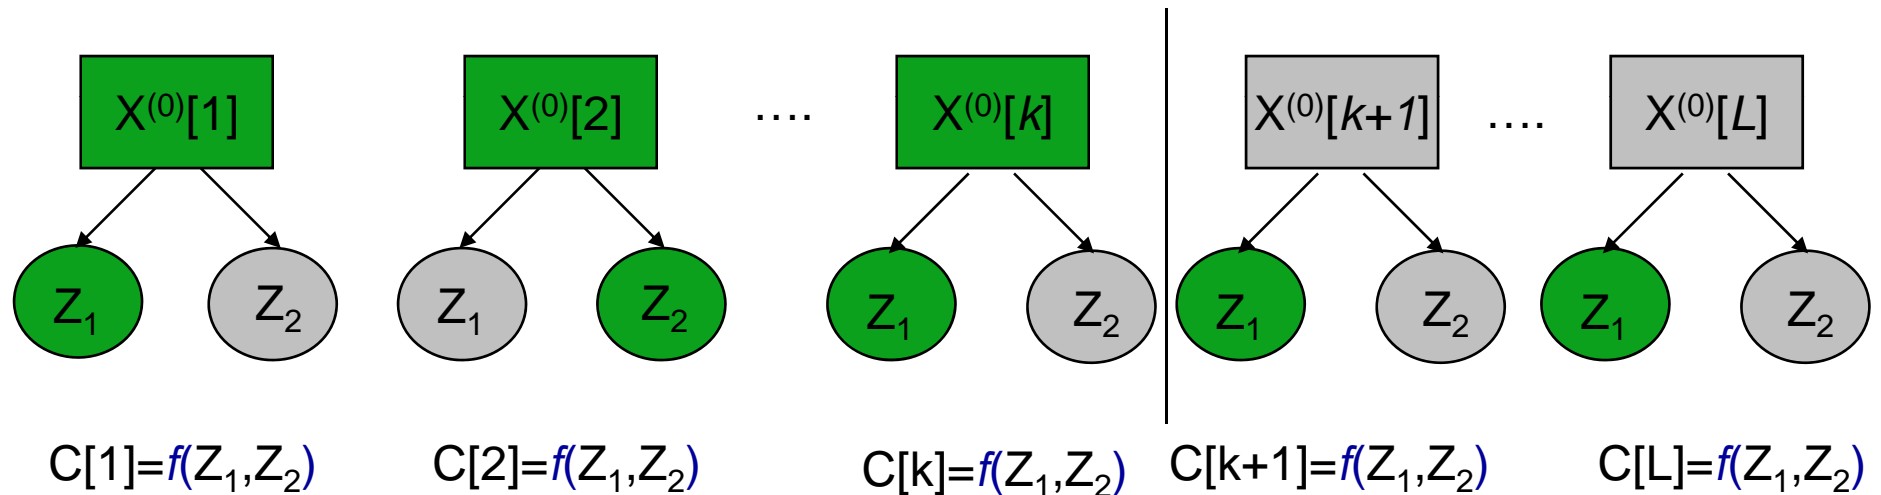 X⁽⁰⁾[1] X⁽⁰⁾[2] .... X⁽⁰⁾[k] X⁽⁰⁾[k+1] .... X⁽⁰⁾[L]
Z₁ Z₂ Z₁ Z₂ Z₁ Z₂ Z₁ Z₂ Z₁ Z₂
C[1]=f(Z₁,Z₂) C[2]=f(Z₁,Z₂) C[k]=f(Z₁,Z₂) C[k+1]=f(Z₁,Z₂) C[L]=f(Z₁,Z₂)